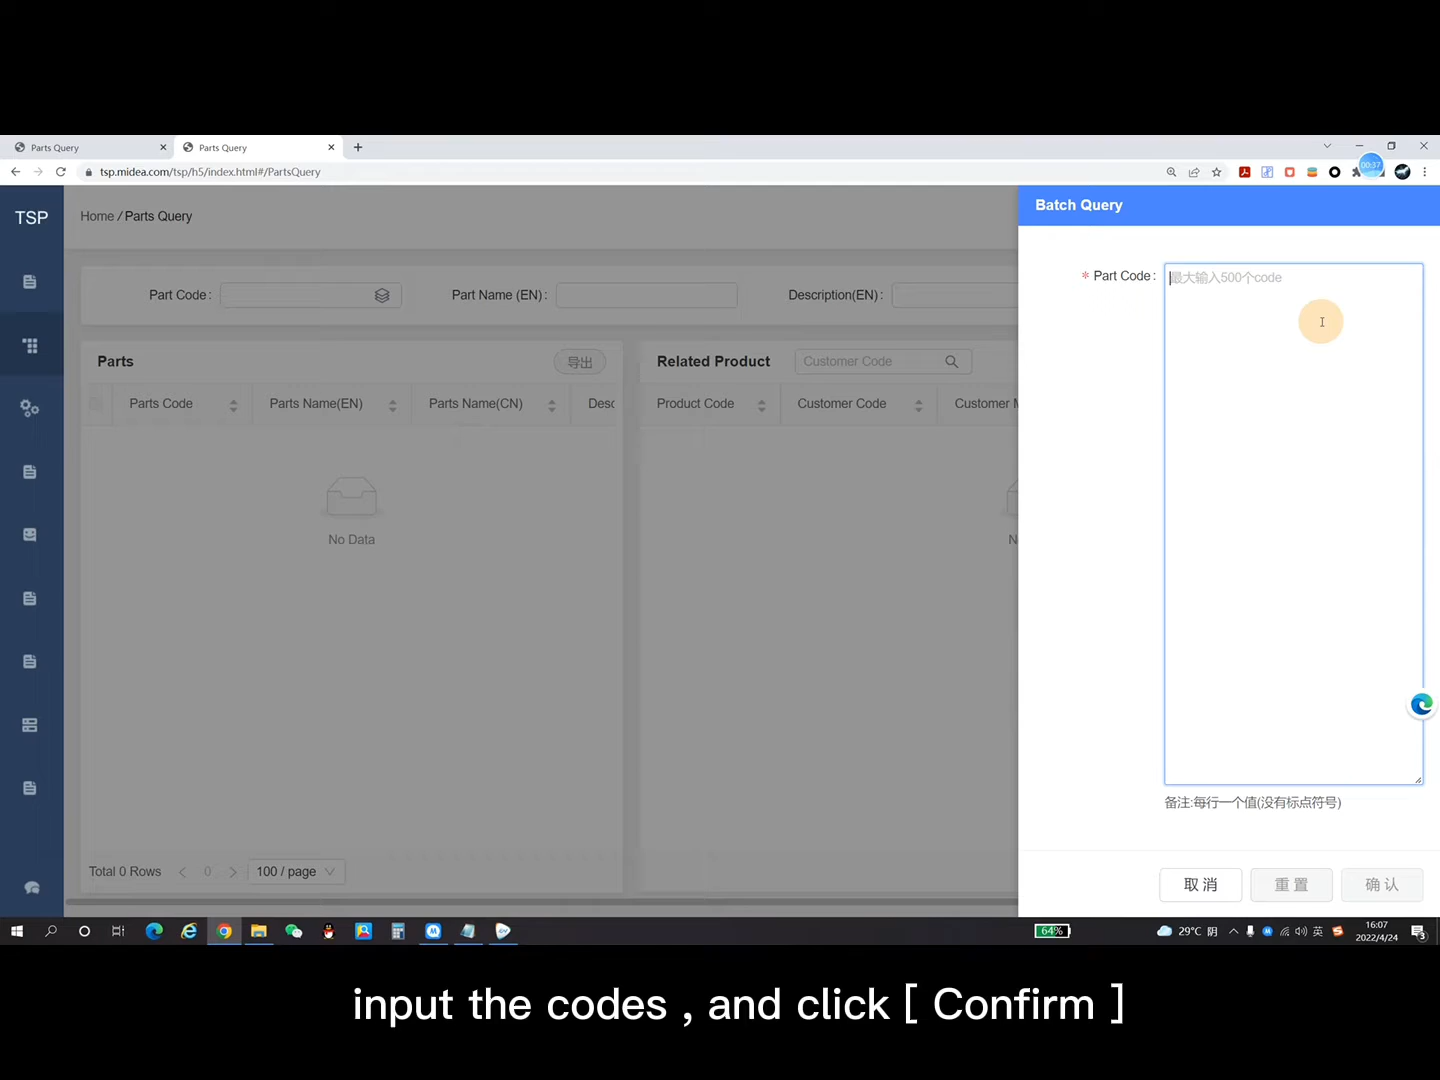 Parts Query
Parts Query
00:37
tsp.midea.com/tsp/h5/index.html#/PartsQuery
TSP
Home / Parts Query
Batch Query
* Part Code :
最大输入500个code
Part Code :
Part Name (EN) :
Description(EN) :
Parts
导出
Related Product
Customer Code
Parts Code
Parts Name(EN)
Parts Name(CN)
Desc
Product Code
Customer Code
Customer M
No Data
N
备注:每行一个值(没有标点符号)
Total 0 Rows
0
100 / page
取 消
重 置
确 认
64%
29°C 阴
英
16:07
2022/4/24
3
input the codes , and click [ Confirm ]